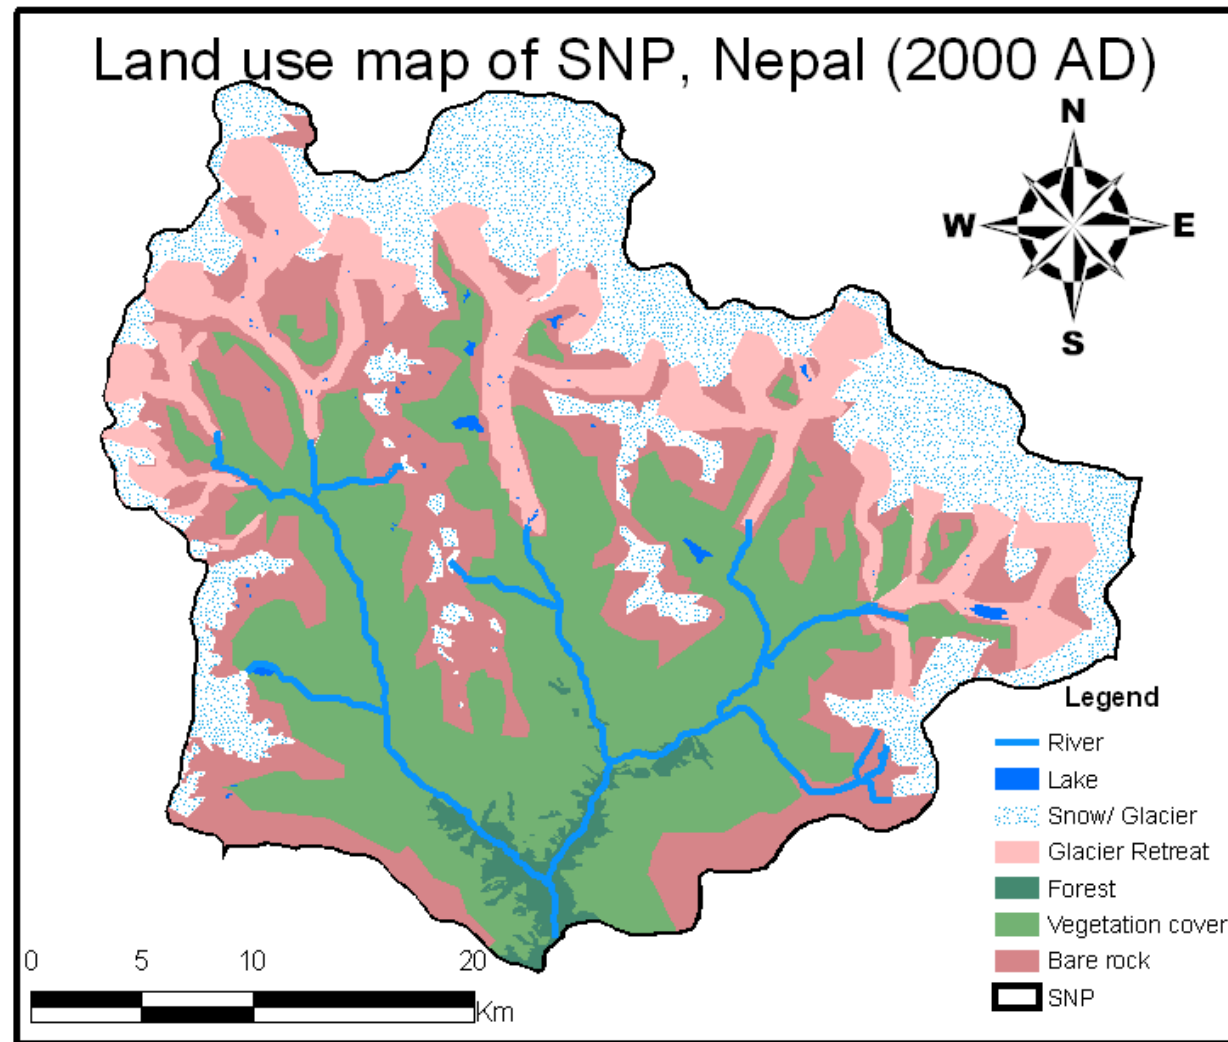 Land use map of SNP, Nepal (2000 AD)
N
W E
S
Legend
River
Lake
Snow/ Glacier
Glacier Retreat
Forest
Vegetation cover
Bare rock
SNP
0 5 10 20
Km